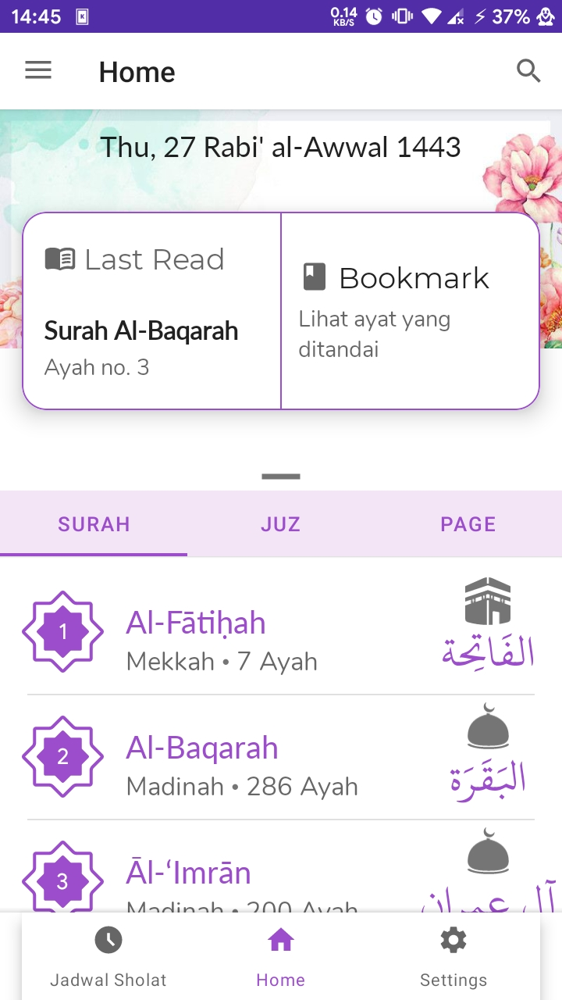 14:45
0.14
KB/S
37%
Home
Thu, 27 Rabi' al-Awwal 1443
Last Read
Surah Al-Baqarah
Ayah no. 3
Bookmark
Lihat ayat yang
ditandai
SURAH
JUZ
PAGE
1
Al-Fātiḥah
Mekkah • 7 Ayah
الفَاتِحة
2
Al-Baqarah
Madinah • 286 Ayah
البَقَرَة
3
Āl-‘Imrān
Madinah • 200 Ayah
آل عمران
Jadwal Sholat
Home
Settings